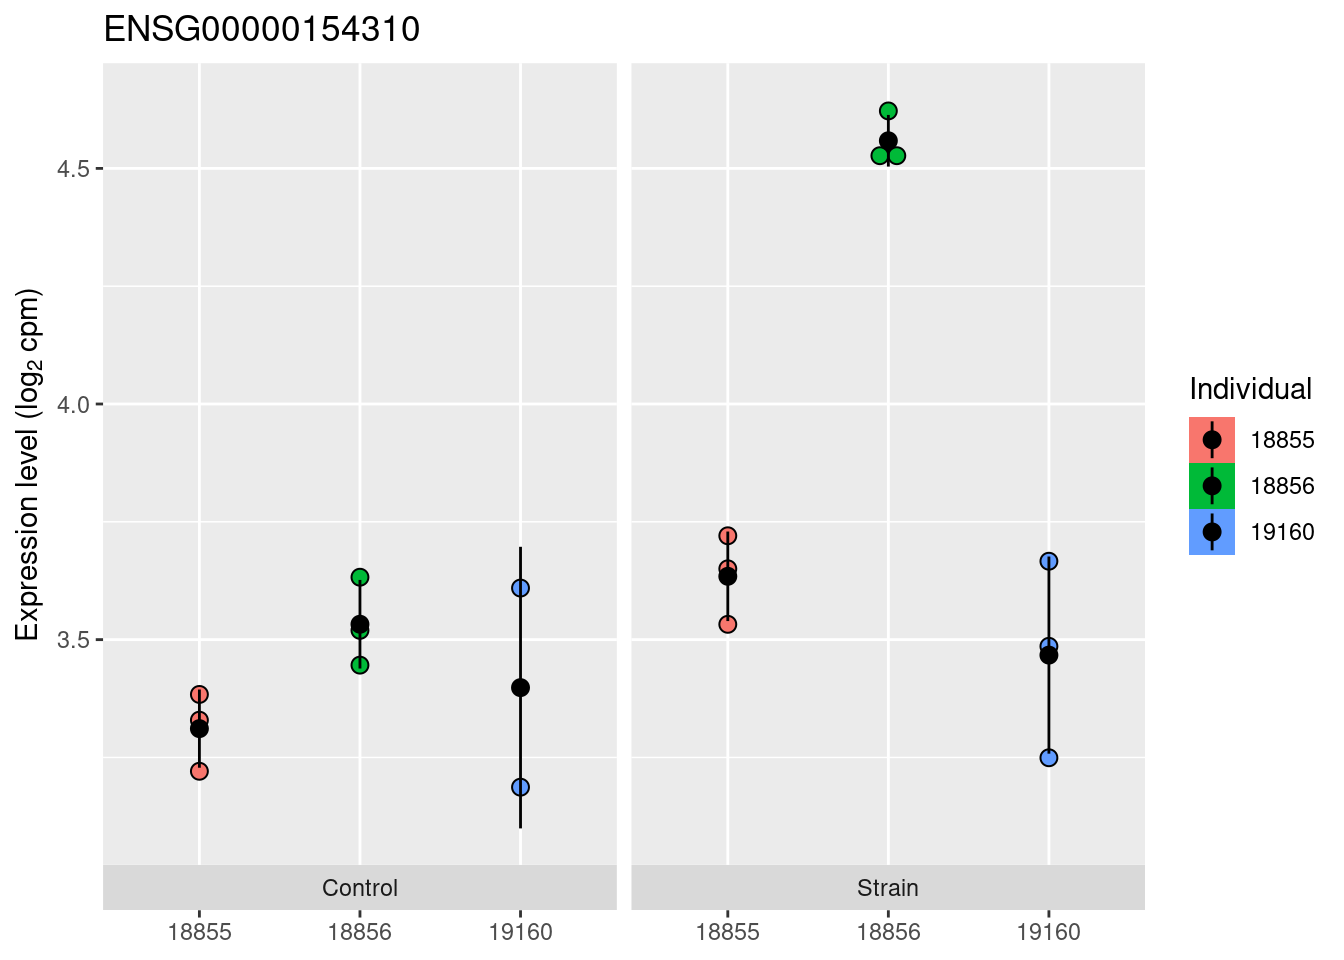 ENSG00000154310
Expression level (log2 cpm)
4.5
4.0
3.5
Control
Strain
18855
18856
19160
18855
18856
19160
Individual
18855
18856
19160